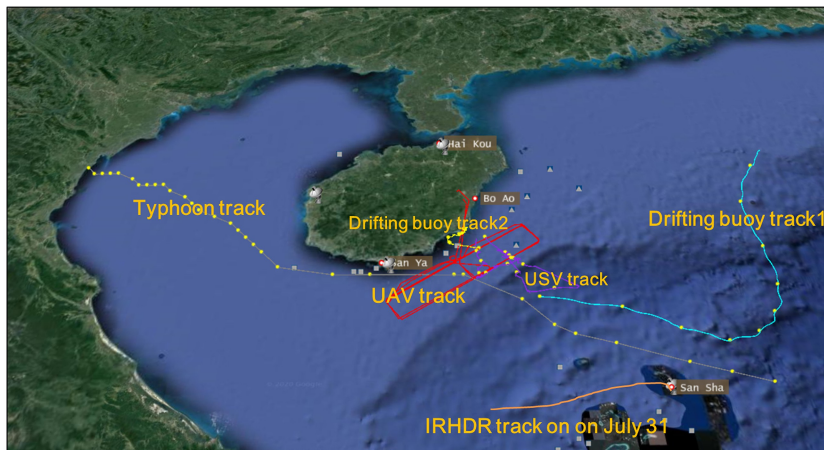 Hai Kou
Typhoon track
Bo Ao
Drifting buoy track2
Drifting buoy track1
San Ya
UAV track
USV track
San Sha
IRHDR track on on July 31